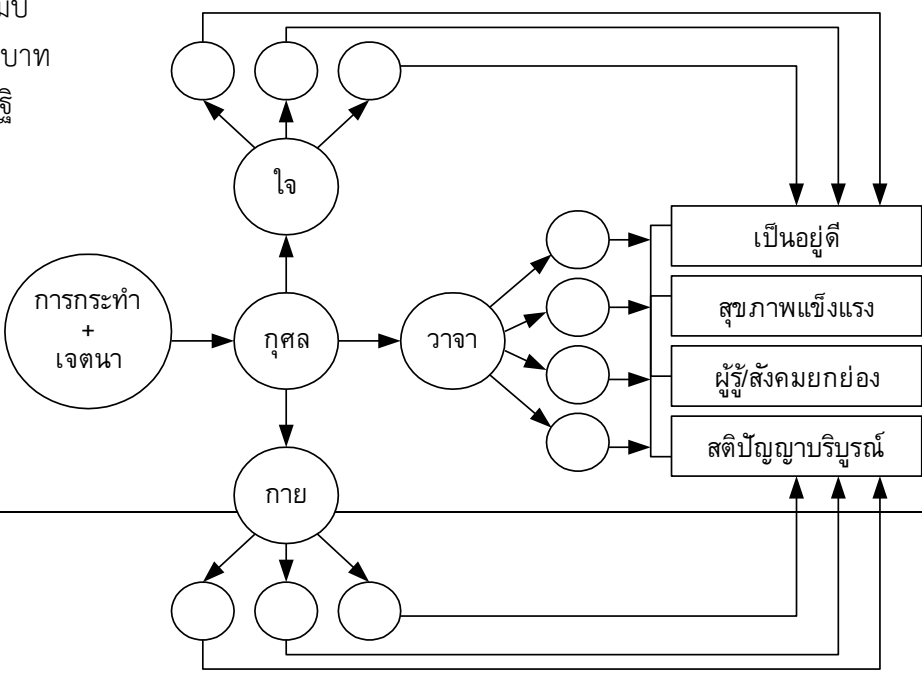 บาท
ใจ
การกระทำ
+
เจตนา
กุศล
วาจา
กาย
เป็นอยู่ดี
สุขภาพแข็งแรง
ผู้รู้/สังคมยกย่อง
สติปัญญาบริบูรณ์